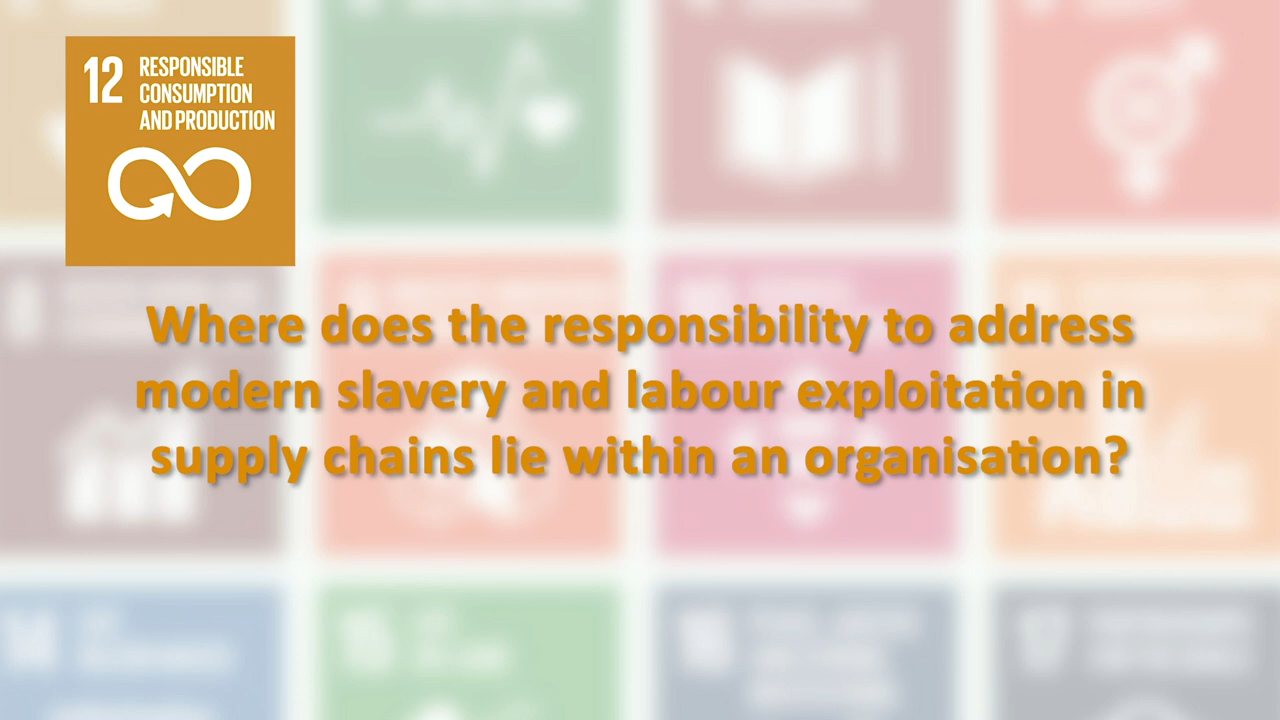 12 RESPONSIBLE
CONSUMPTION
AND PRODUCTION
Where does the responsibility to address
modern slavery and labour exploitation in
supply chains lie within an organisation?